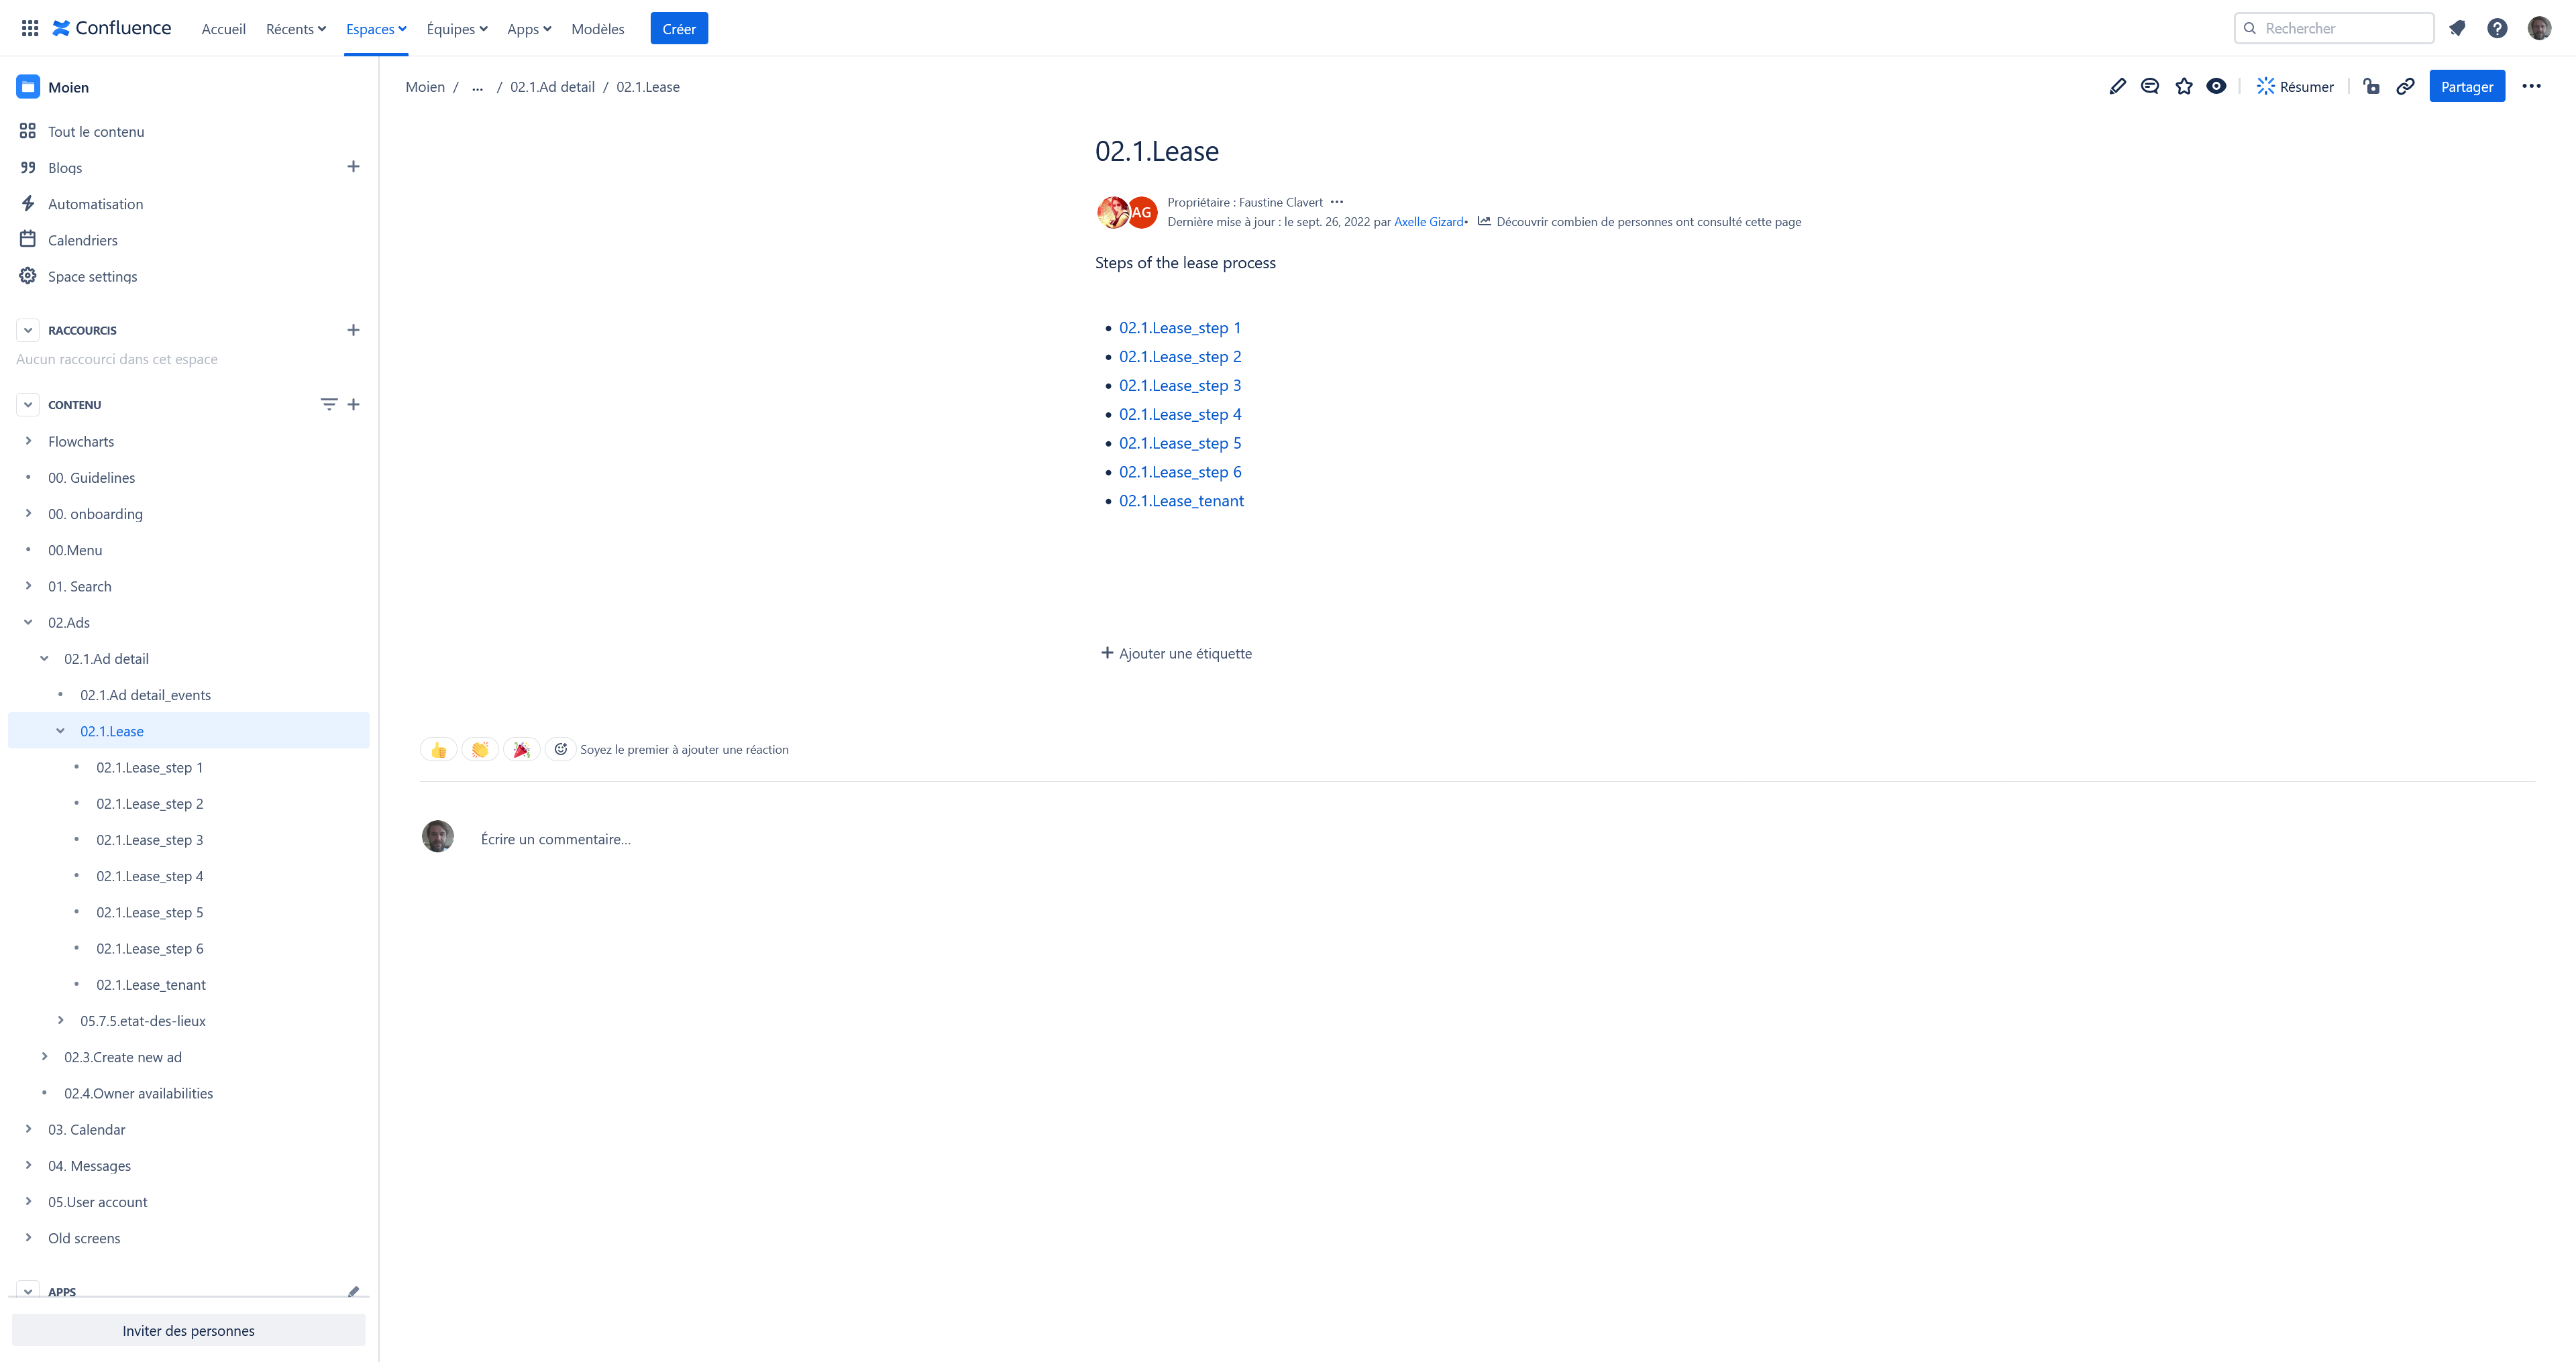 Confluence Accueil Récents Espaces Équipes Apps Modèles Créer Rechercher
Moien
Tout le contenu
Blogs
Automatisation
Calendriers
Space settings
RACCOURCIS
Aucun raccourci dans cet espace
CONTENU
Flowcharts
00. Guidelines
00. onboarding
00.Menu
01. Search
02.Ads
02.1.Ad detail
02.1.Ad detail_events
02.1.Lease
02.1.Lease_step 1
02.1.Lease_step 2
02.1.Lease_step 3
02.1.Lease_step 4
02.1.Lease_step 5
02.1.Lease_step 6
02.1.Lease_tenant
05.7.5.etat-des-lieux
02.3.Create new ad
02.4.Owner availabilities
03. Calendar
04. Messages
05.User account
Old screens
APPS
Inviter des personnes
Moien / ... / 02.1.Ad detail / 02.1.Lease
Résumer Partager
02.1.Lease
AG
Propriétaire : Faustine Clavert
Dernière mise à jour : le sept. 26, 2022 par Axelle Gizard• Découvrir combien de personnes ont consulté cette page
Steps of the lease process
• 02.1.Lease_step 1
• 02.1.Lease_step 2
• 02.1.Lease_step 3
• 02.1.Lease_step 4
• 02.1.Lease_step 5
• 02.1.Lease_step 6
• 02.1.Lease_tenant
Ajouter une étiquette
Soyez le premier à ajouter une réaction
Écrire un commentaire...